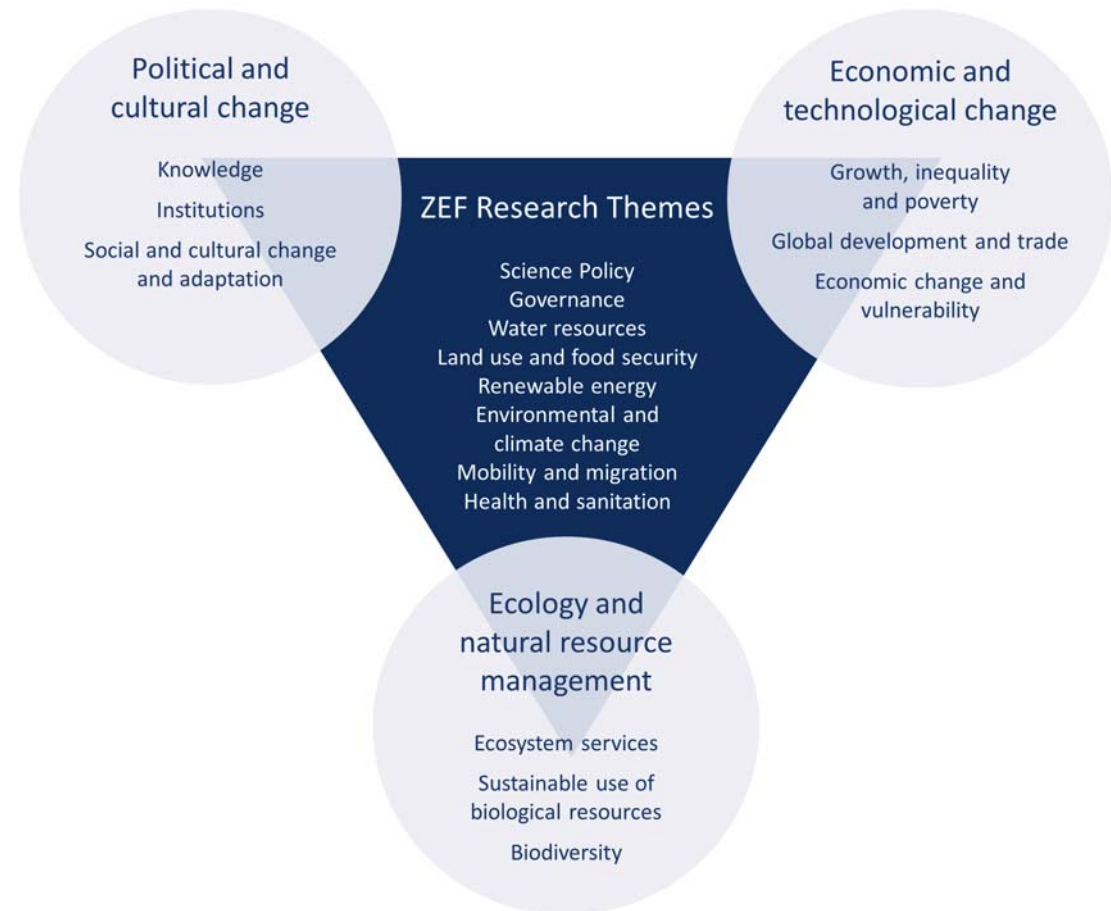 Political and
cultural change
Knowledge
Institutions
Social and cultural change
and adaptation
Economic and
technological change
Growth, inequality
and poverty
Global development and trade
Economic change and
vulnerability
ZEF Research Themes
Science Policy
Governance
Water resources
Land use and food security
Renewable energy
Environmental and
climate change
Mobility and migration
Health and sanitation
Ecology and
natural resource
management
Ecosystem services
Sustainable use of
biological resources
Biodiversity